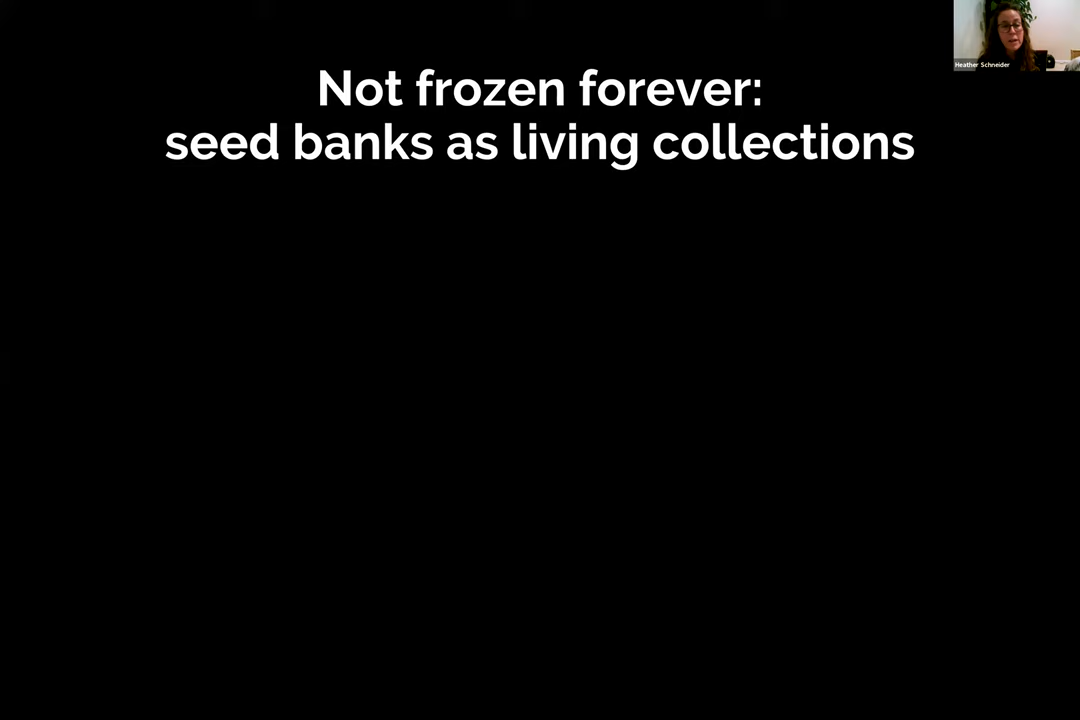 Not frozen forever:
seed banks as living collections
Heather Schneider